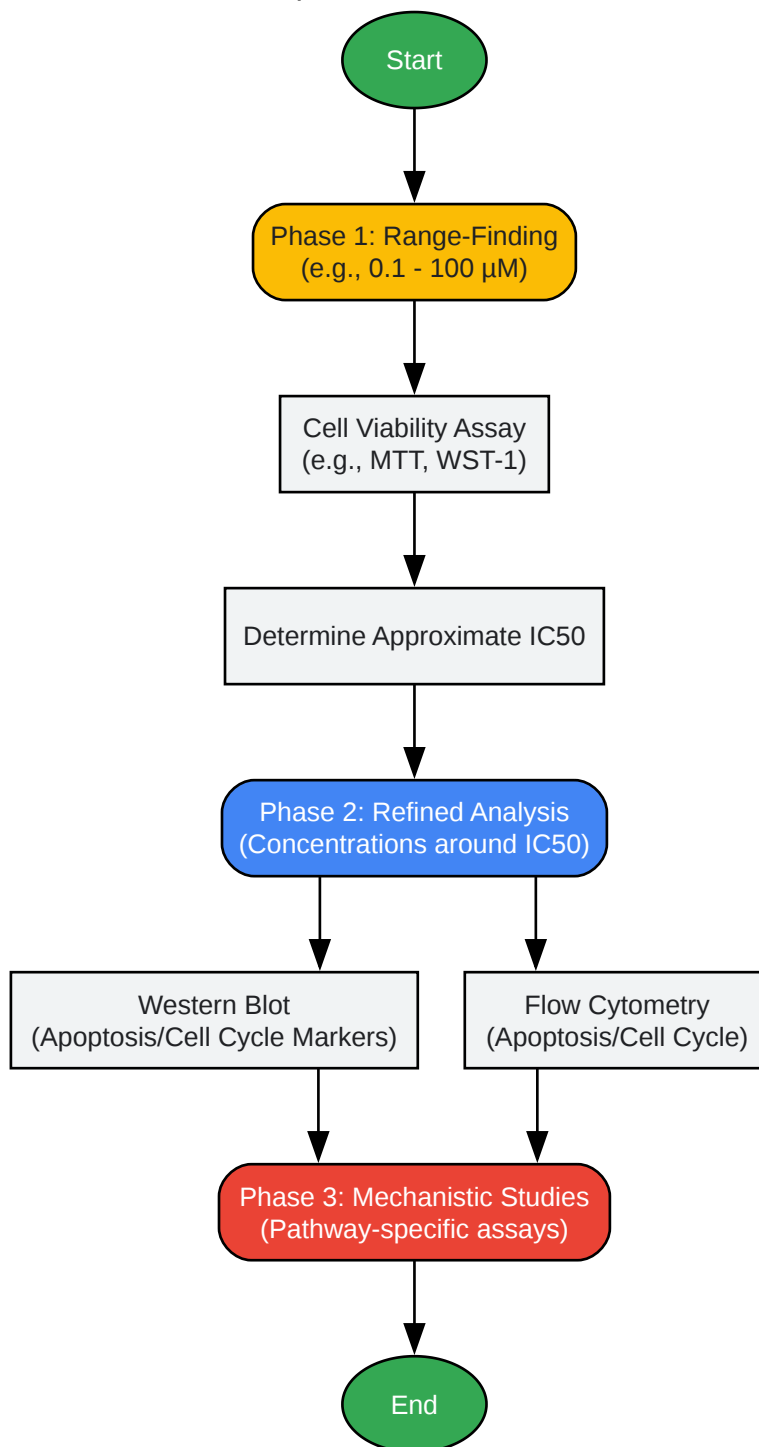 Start
Phase 1: Range-Finding
(e.g., 0.1 - 100 µM)
Cell Viability Assay
(e.g., MTT, WST-1)
Determine Approximate IC50
Phase 2: Refined Analysis
(Concentrations around IC50)
Western Blot
(Apoptosis/Cell Cycle Markers)
Flow Cytometry
(Apoptosis/Cell Cycle)
Phase 3: Mechanistic Studies
(Pathway-specific assays)
End